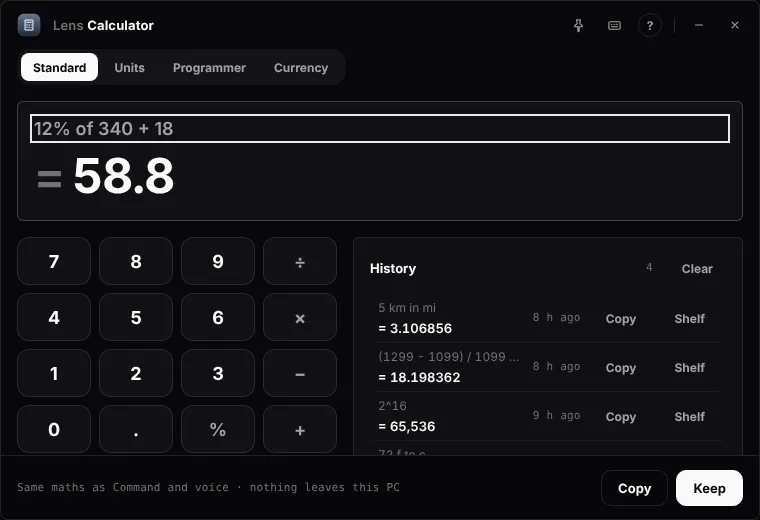 Lens Calculator
?
Standard Units Programmer Currency
12% of 340 + 18
= 58.8
7 8 9 ÷
4 5 6 ×
1 2 3 −
0 . % +
History 4 Clear
5 km in mi
= 3.106856 8 h ago Copy Shelf
(1299 - 1099) / 1099 ...
= 18.198362 8 h ago Copy Shelf
2^16
= 65,536 9 h ago Copy Shelf
72 f to c
Same maths as Command and voice · nothing leaves this PC
Copy Keep